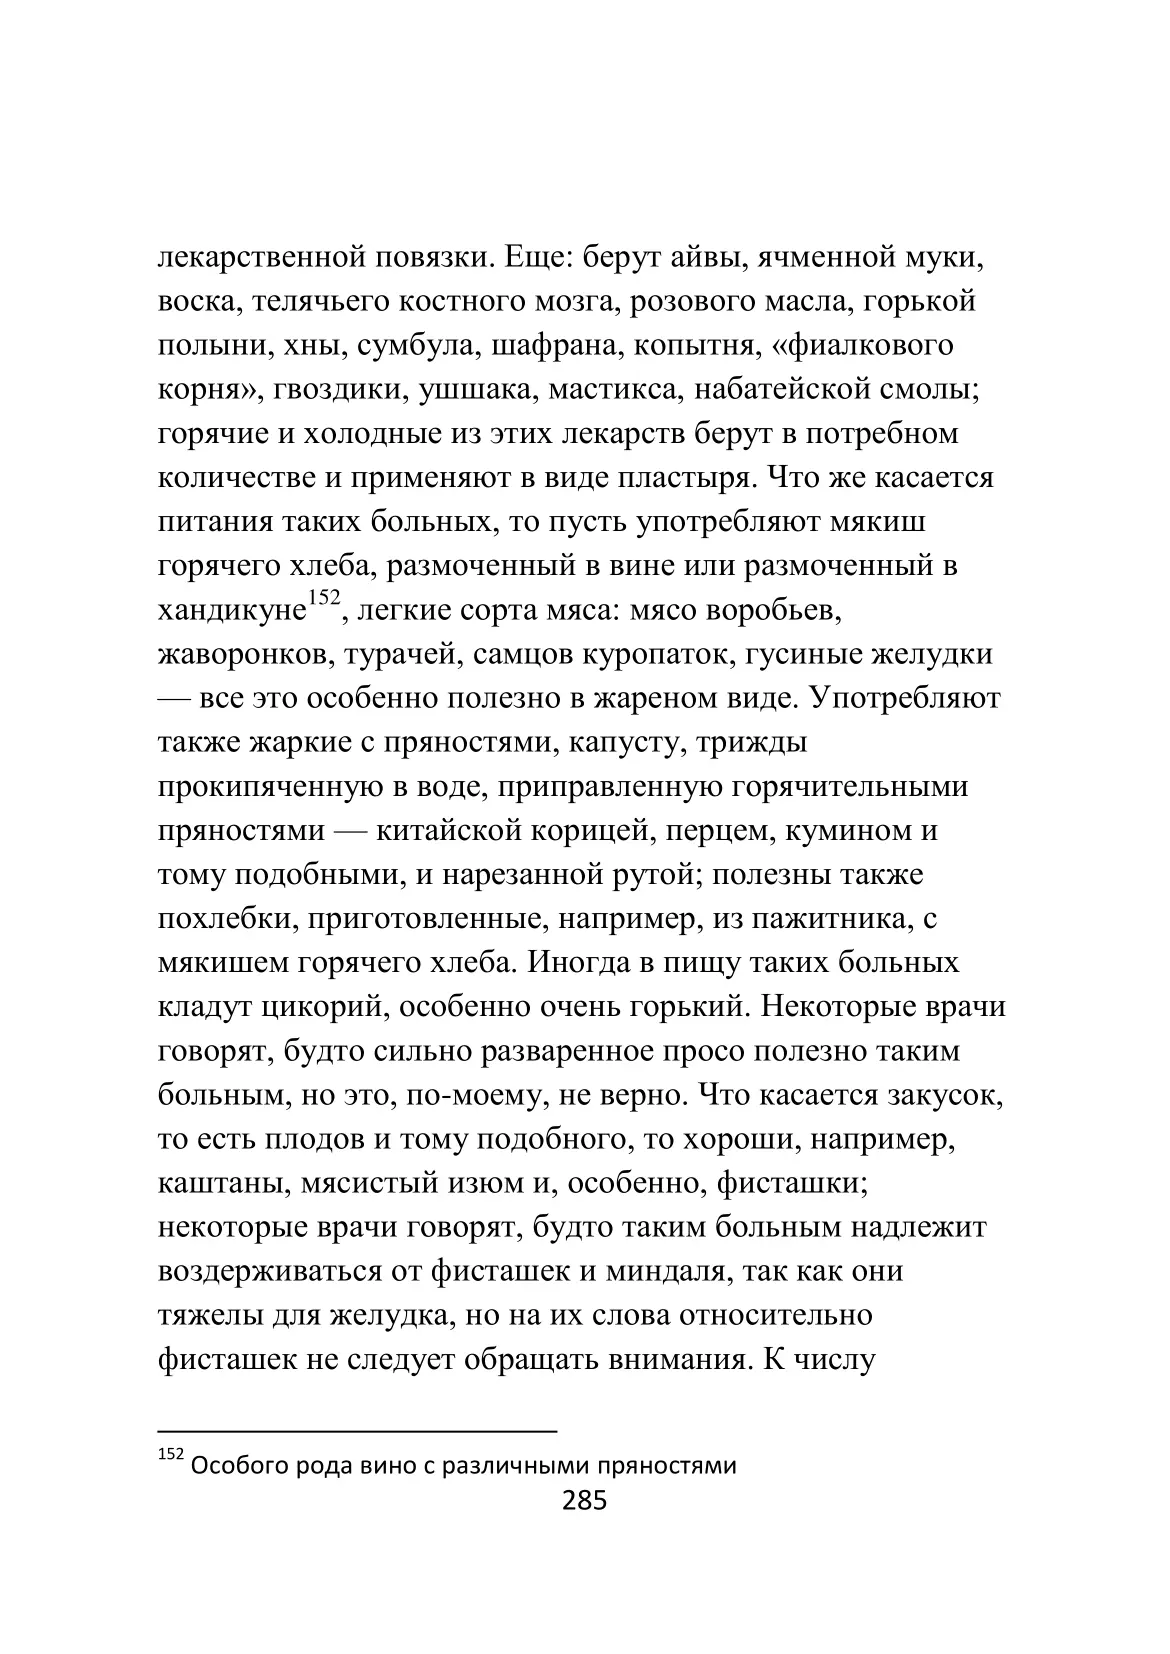 лекарственной повязки. Еще: берут айвы, ячменной муки,
воска, телячьего костного мозга, розового масла, горькой
полыни, хны, сумбула, шафрана, копытня, «фиалкового
корня», гвоздики, ушшака, мастикса, набатейской смолы;
горячие и холодные из этих лекарств берут в потребном
количестве и применяют в виде пластыря. Что же касается
питания таких больных, то пусть употребляют мякиш
горячего хлеба, размоченный в вине или размоченный в
хандикуне152, легкие сорта мяса: мясо воробьев,
жаворонков, турачей, самцов куропаток, гусиные желудки
— все это особенно полезно в жареном виде. Употребляют
также жаркие с пряностями, капусту, трижды
прокипяченную в воде, приправленную горячительными
пряностями — китайской корицей, перцем, кумином и
тому подобными, и нарезанной рутой; полезны также
похлебки, приготовленные, например, из пажитника, с
мякишем горячего хлеба. Иногда в пищу таких больных
кладут цикорий, особенно очень горький. Некоторые врачи
говорят, будто сильно разваренное просо полезно таким
больным, но это, по-моему, не верно. Что касается закусок,
то есть плодов и тому подобного, то хороши, например,
каштаны, мясистый изюм и, особенно, фисташки;
некоторые врачи говорят, будто таким больным надлежит
воздерживаться от фисташек и миндаля, так как они
тяжелы для желудка, но на их слова относительно
фисташек не следует обращать внимания. К числу
152 Особого рода вино с различными пряностями
285